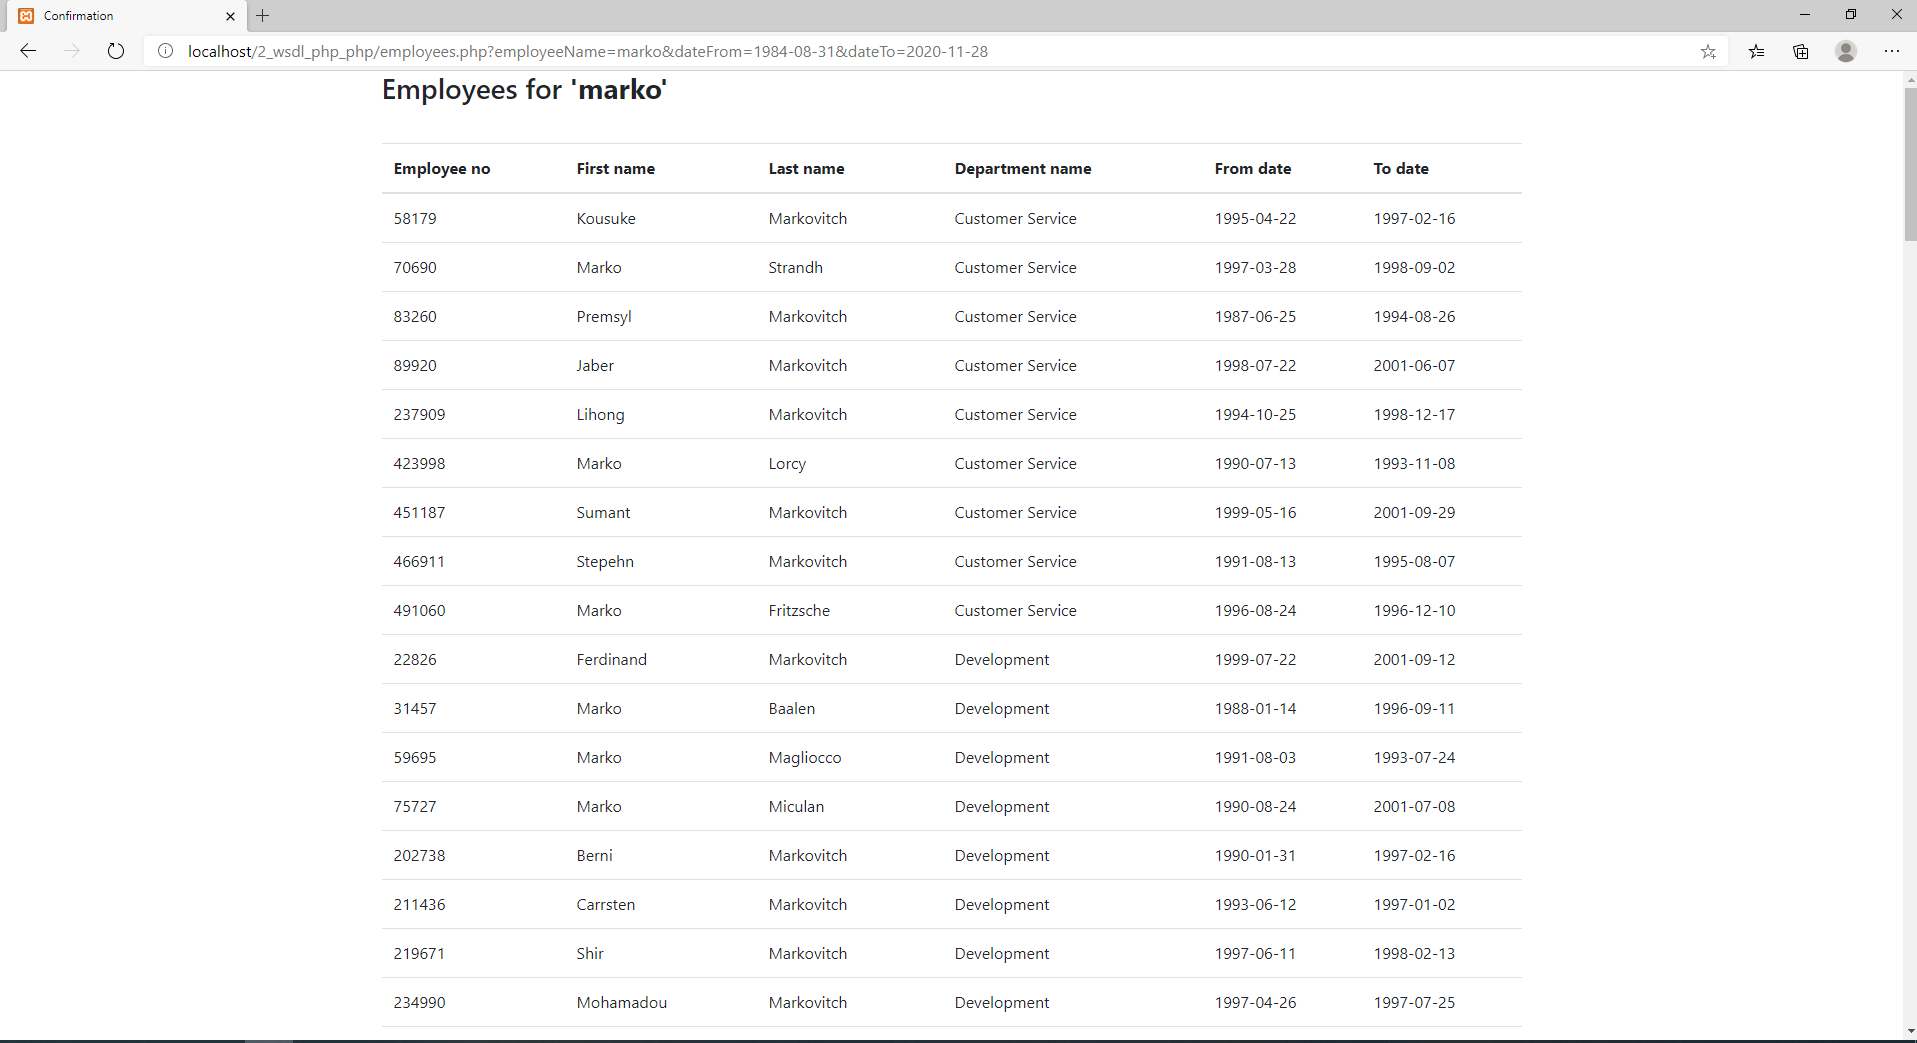 Confirmation
localhost/2_wsdl_php_php/employees.php?employeeName=marko&dateFrom=1984-08-31&dateTo=2020-11-28
Employees for 'marko'
Employee no First name Last name Department name From date To date
58179 Kousuke Markovitch Customer Service 1995-04-22 1997-02-16
70690 Marko Strandh Customer Service 1997-03-28 1998-09-02
83260 Premsyl Markovitch Customer Service 1987-06-25 1994-08-26
89920 Jaber Markovitch Customer Service 1998-07-22 2001-06-07
237909 Lihong Markovitch Customer Service 1994-10-25 1998-12-17
423998 Marko Lorcy Customer Service 1990-07-13 1993-11-08
451187 Sumant Markovitch Customer Service 1999-05-16 2001-09-29
466911 Stepehn Markovitch Customer Service 1991-08-13 1995-08-07
491060 Marko Fritzsche Customer Service 1996-08-24 1996-12-10
22826 Ferdinand Markovitch Development 1999-07-22 2001-09-12
31457 Marko Baalen Development 1988-01-14 1996-09-11
59695 Marko Magliocco Development 1991-08-03 1993-07-24
75727 Marko Miculan Development 1990-08-24 2001-07-08
202738 Berni Markovitch Development 1990-01-31 1997-02-16
211436 Carrsten Markovitch Development 1993-06-12 1997-01-02
219671 Shir Markovitch Development 1997-06-11 1998-02-13
234990 Mohamadou Markovitch Development 1997-04-26 1997-07-25